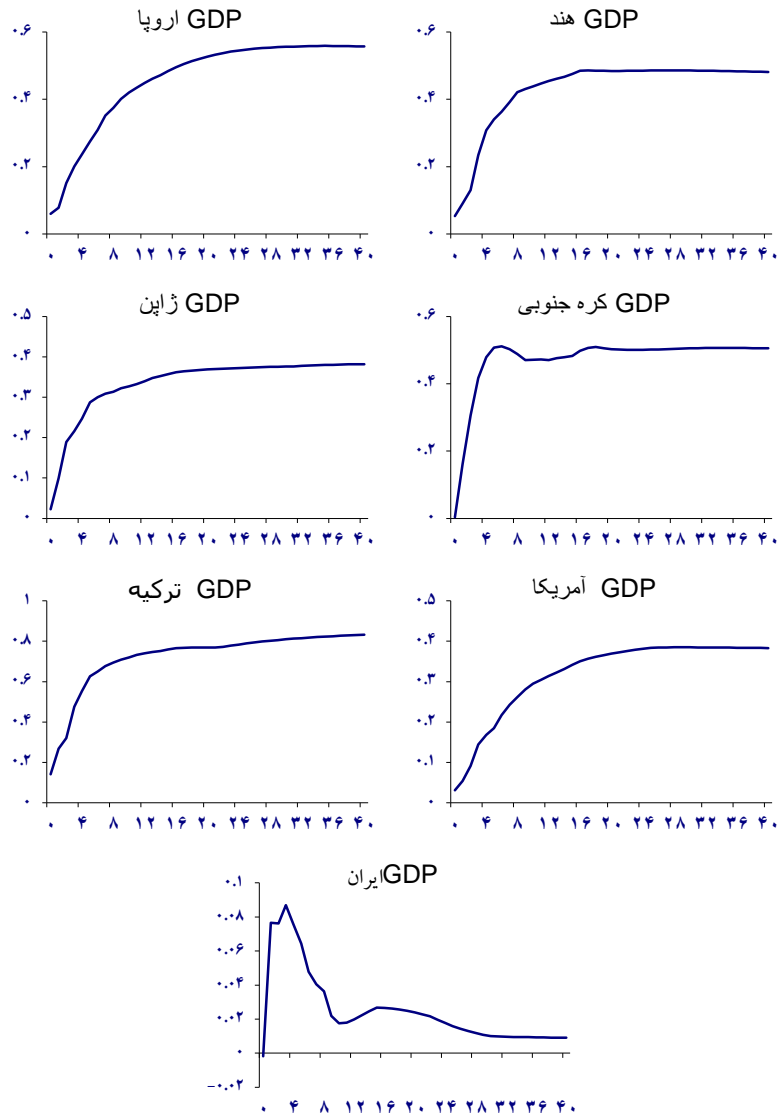 GDP اروپا
۰.۶
۰.۴
۰.۲
۰
۰ ۴ ۸ ۱۲ ۱۶ ۲۰ ۲۴ ۲۸ ۳۲ ۳۶ ۴۰
GDP هند
۰.۶
۰.۴
۰.۲
۰
۰ ۴ ۸ ۱۲ ۱۶ ۲۰ ۲۴ ۲۸ ۳۲ ۳۶ ۴۰
GDP ژاپن
۰.۵
۰.۴
۰.۳
۰.۲
۰.۱
۰
۰ ۴ ۸ ۱۲ ۱۶ ۲۰ ۲۴ ۲۸ ۳۲ ۳۶ ۴۰
GDP کره جنوبی
۰.۶
۰.۴
۰.۲
۰
۰ ۴ ۸ ۱۲ ۱۶ ۲۰ ۲۴ ۲۸ ۳۲ ۳۶ ۴۰
GDP ترکیه
۱
۰.۸
۰.۶
۰.۴
۰.۲
۰
۰ ۴ ۸ ۱۲ ۱۶ ۲۰ ۲۴ ۲۸ ۳۲ ۳۶ ۴۰
GDP آمریکا
۰.۵
۰.۴
۰.۳
۰.۲
۰.۱
۰
۰ ۴ ۸ ۱۲ ۱۶ ۲۰ ۲۴ ۲۸ ۳۲ ۳۶ ۴۰
GDPایران
۰.۱
۰.۰۸
۰.۰۶
۰.۰۴
۰.۰۲
۰
-۰.۰۲
۰ ۴ ۸ ۱۲ ۱۶ ۲۰ ۲۴ ۲۸ ۳۲ ۳۶ ۴۰